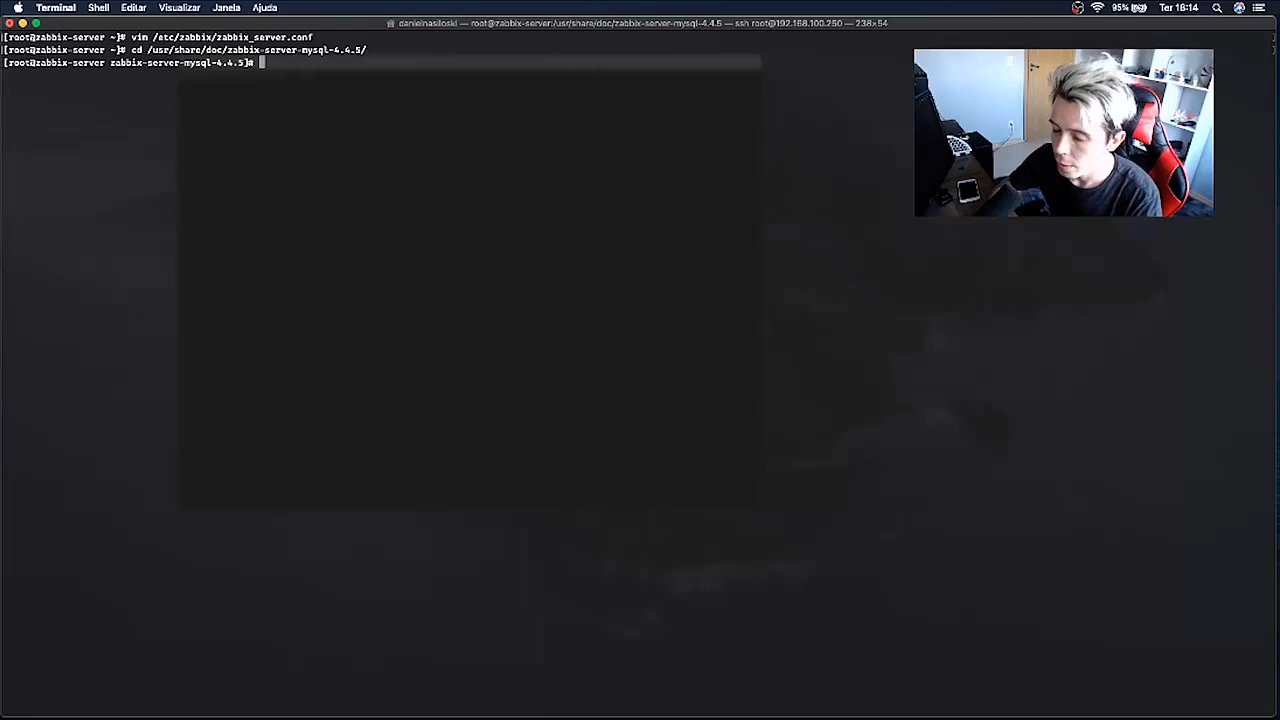 Terminal Shell Editar Visualizar Janela Ajuda 95% Ter 18:14
danielnasiloski — root@zabbix-server:/usr/share/doc/zabbix-server-mysql-4.4.5 — ssh root@192.168.100.250 — 238×54
[root@zabbix-server ~]# vim /etc/zabbix/zabbix_server.conf
[root@zabbix-server ~]# cd /usr/share/doc/zabbix-server-mysql-4.4.5/
[root@zabbix-server zabbix-server-mysql-4.4.5]#